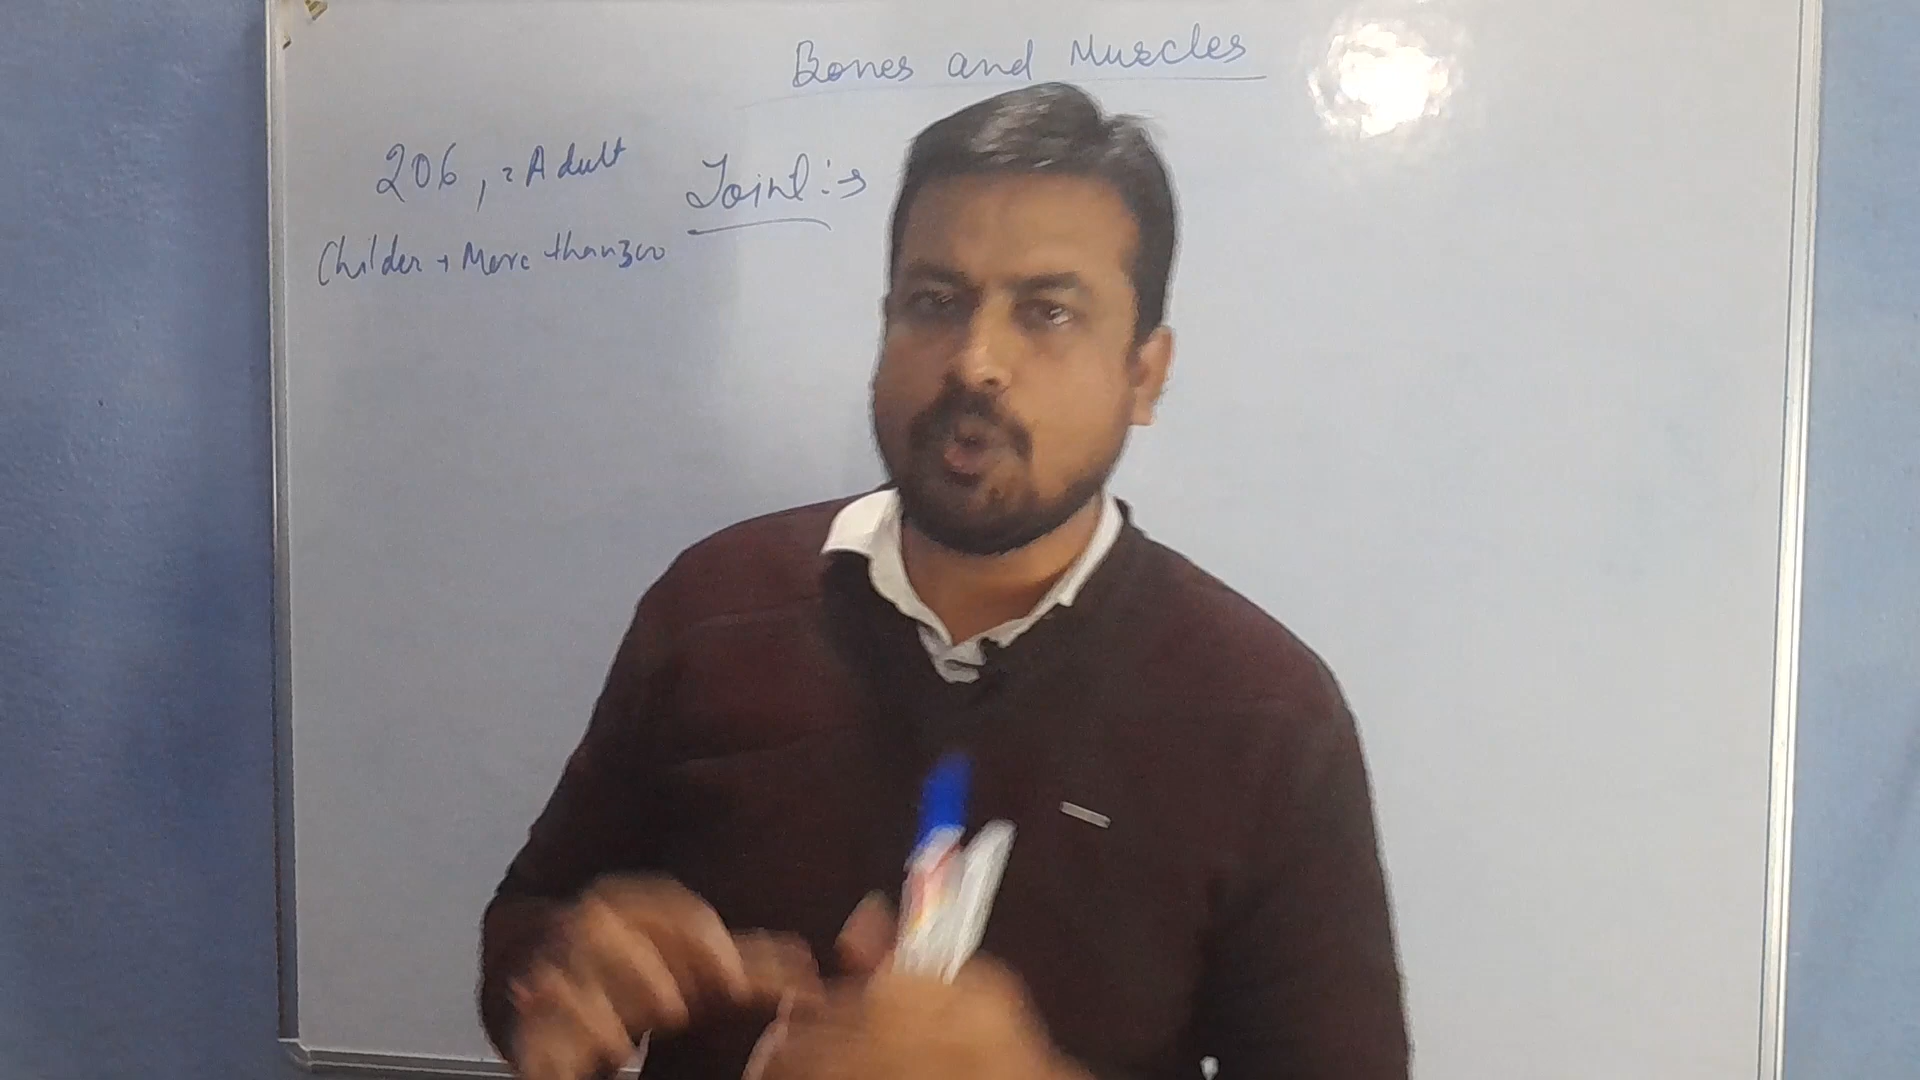 Bones and Muscles
206, = Adult
Joint :→
Childer → More than 300